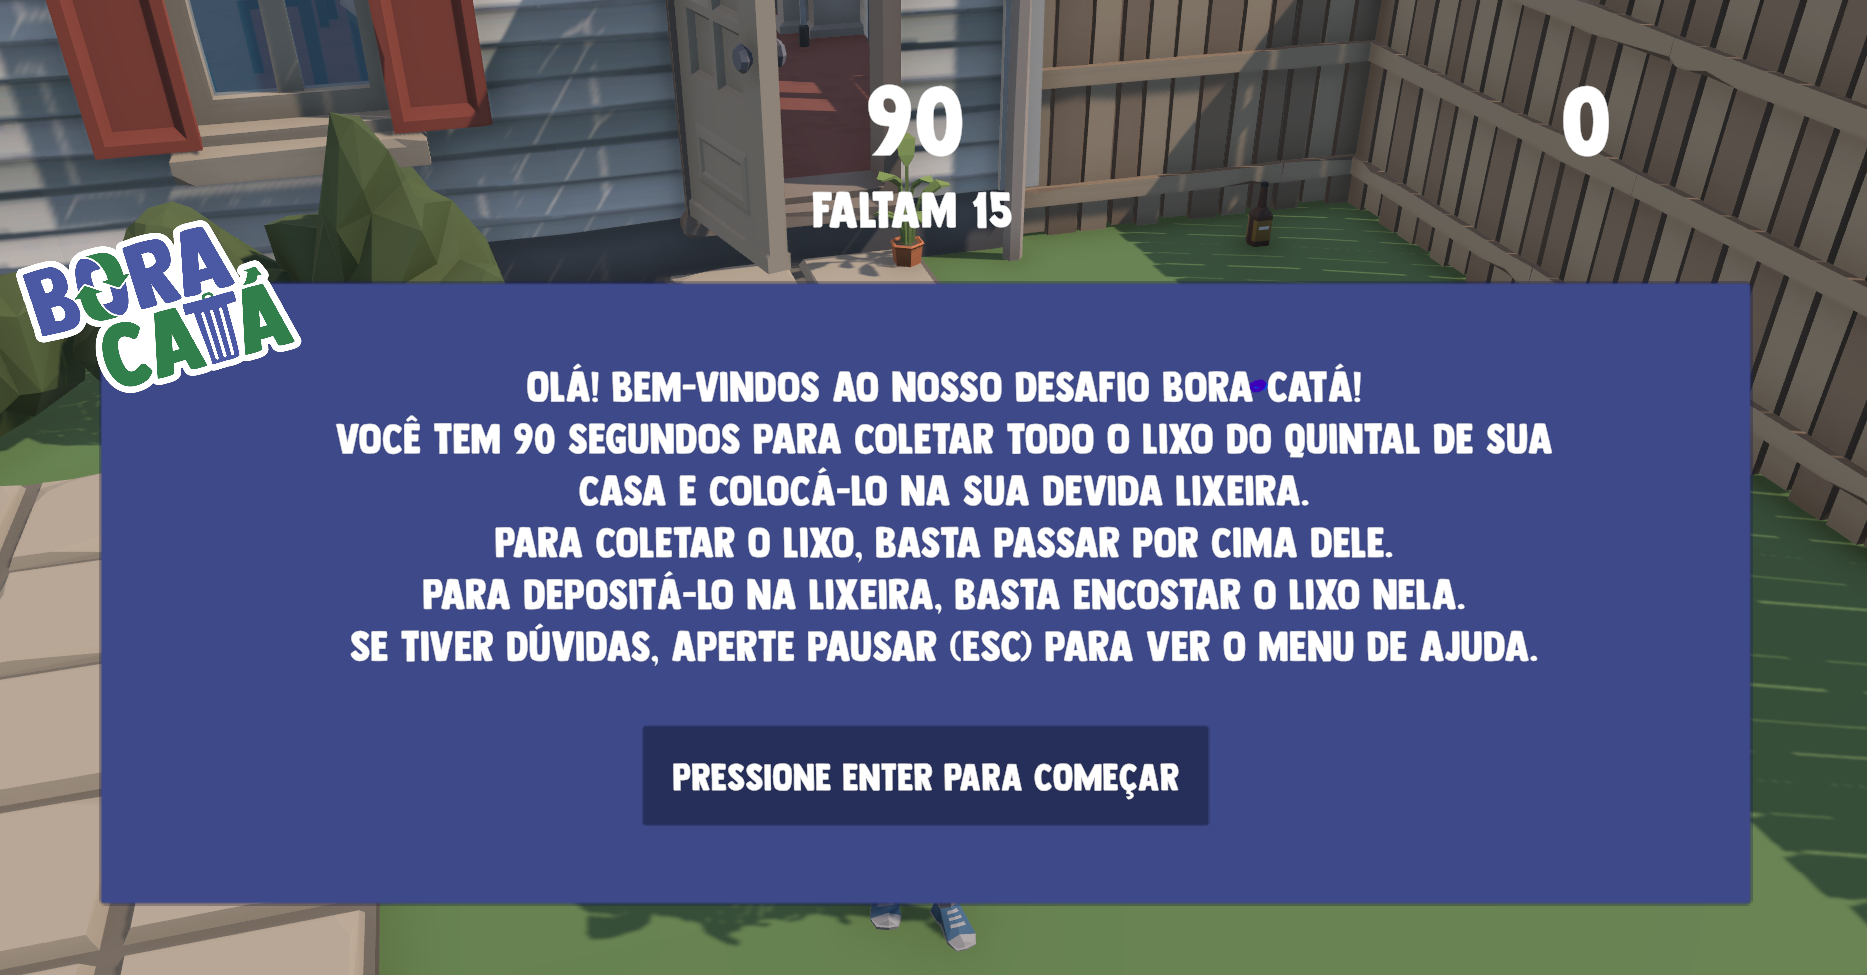 90
0
FALTAM 15
BORA
CATÁ
OLÁ! BEM-VINDOS AO NOSSO DESAFIO BORA CATÁ!
VOCÊ TEM 90 SEGUNDOS PARA COLETAR TODO O LIXO DO QUINTAL DE SUA
CASA E COLOCÁ-LO NA SUA DEVIDA LIXEIRA.
PARA COLETAR O LIXO, BASTA PASSAR POR CIMA DELE.
PARA DEPOSITÁ-LO NA LIXEIRA, BASTA ENCOSTAR O LIXO NELA.
SE TIVER DÚVIDAS, APERTE PAUSAR (ESC) PARA VER O MENU DE AJUDA.
PRESSIONE ENTER PARA COMEÇAR